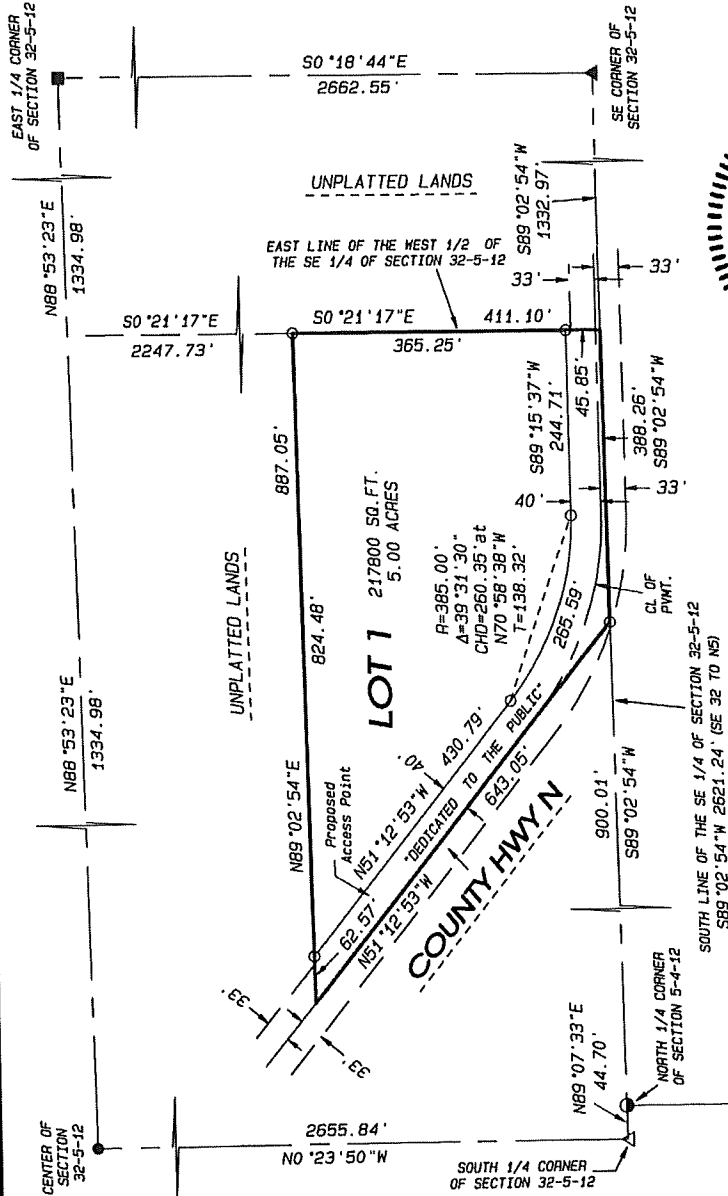 EAST 1/4 CORNER
OF SECTION 32-5-12
S0°18'44"E
2662.55'
SE CORNER OF
SECTION 32-5-12
N88°53'23"E
1334.98'
UNPLATTED LANDS
S89°02'54"W
1332.97'
EAST LINE OF THE WEST 1/2 OF
THE SE 1/4 OF SECTION 32-5-12
33'
33'
S0°21'17"E
2247.73'
S0°21'17"E
411.10'
365.25'
45.85'
S89°15'37"W
244.71'
388.26'
S89°02'54"W
33'
40'
887.05'
824.48'
N89°02'54"E
UNPLATTED LANDS
LOT 1
217800 SQ.FT.
5.00 ACRES
R=385.00'
Δ=39°31'30"
CHD=260.35'at
N70°58'38"W
T=138.32'
265.59'
CL OF
PVMT.
N88°53'23"E
1334.98'
Proposed
Access Point
N51°12'53"W
430.79'
40'
"DEDICATED TO THE PUBLIC"
62.57'
N51°12'53"W
643.05'
COUNTY HWY N
33'
33'
900.01'
S89°02'54"W
SOUTH LINE OF THE SE 1/4 OF SECTION 32-5-12
S89°02'54"W 2621.24' (SE 32 TO N5)
CENTER OF
SECTION
32-5-12
2655.84'
N0°23'50"W
N89°07'33"E
44.70'
NORTH 1/4 CORNER
OF SECTION 5-4-12
SOUTH 1/4 CORNER
OF SECTION 32-5-12